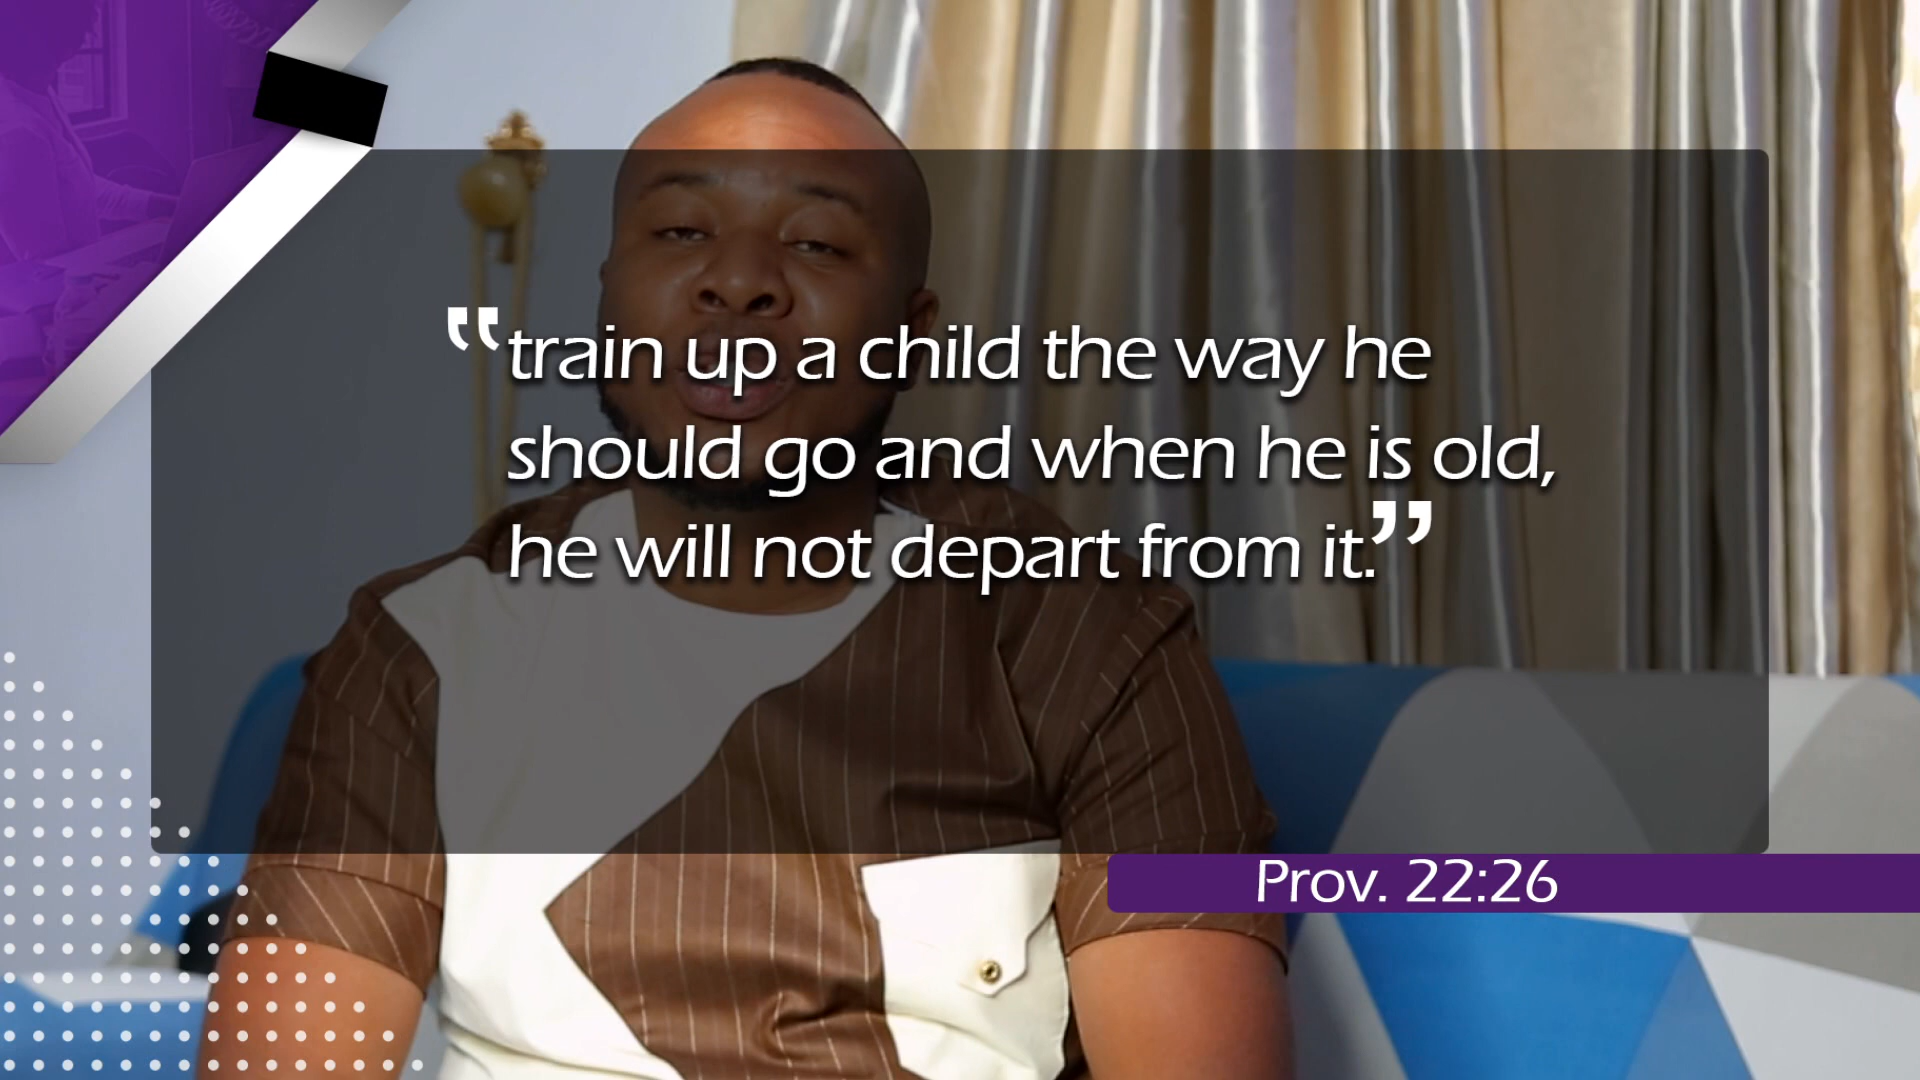 “train up a child the way he
should go and when he is old,
he will not depart from it.”
Prov. 22:26